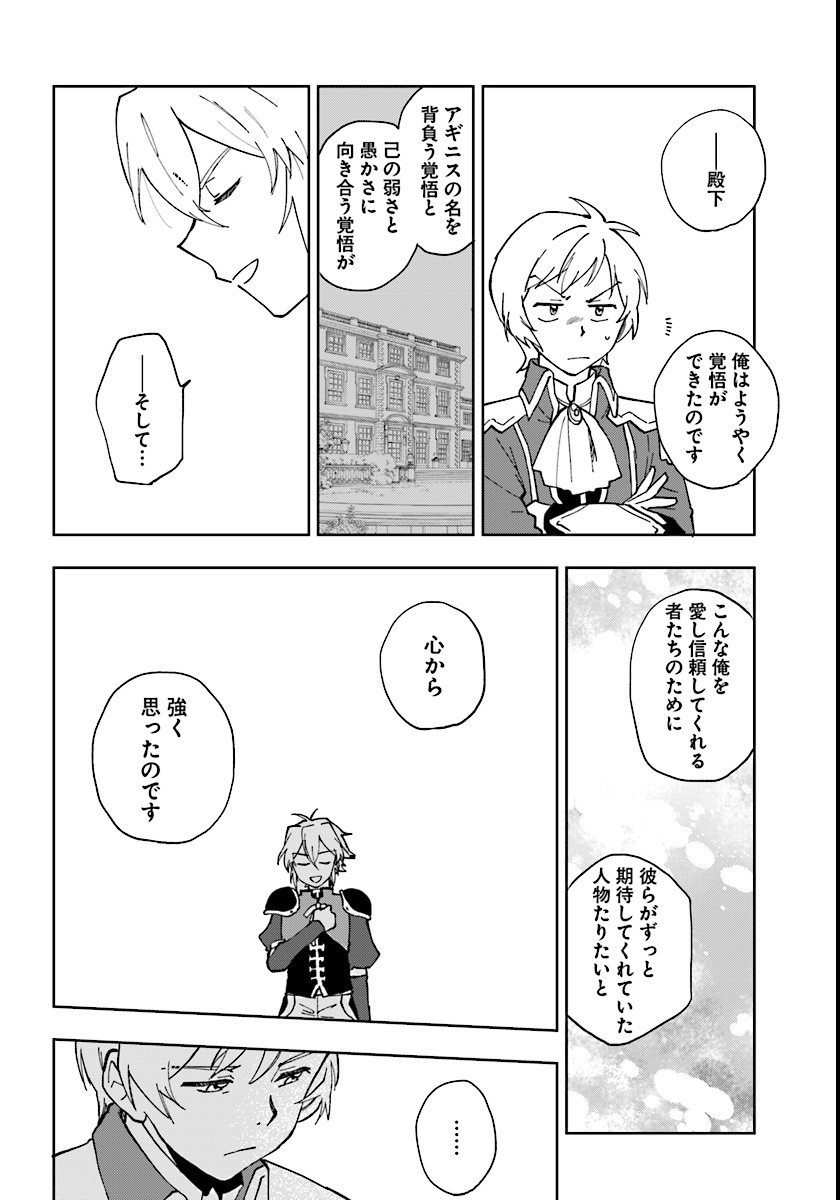 ――殿下
俺はようやく
覚悟が
できたのです
アギニスの名を
背負う覚悟と
己の弱さと
愚かさに
向き合う覚悟が
――そして…
こんな俺を
愛し信頼してくれる
者たちのために
彼らがずっと
期待してくれていた
人物たりたいと
心から
強く
思ったのです
……